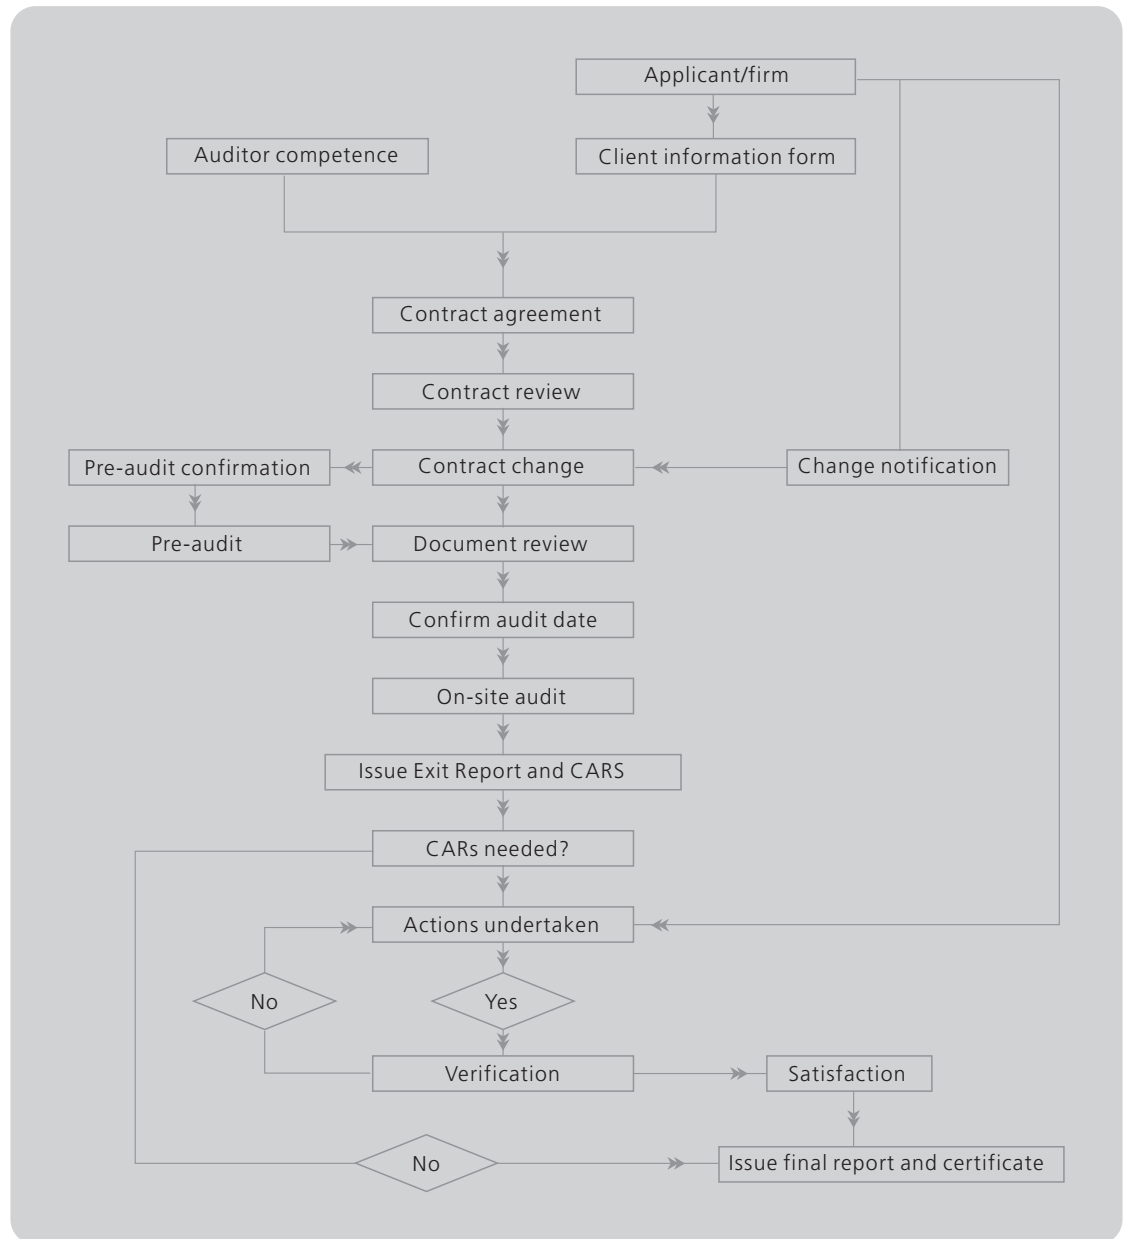 Applicant/firm
Auditor competence
Client information form
Contract agreement
Contract review
Pre-audit confirmation
Contract change
Change notification
Pre-audit
Document review
Confirm audit date
On-site audit
Issue Exit Report and CARS
CARs needed?
Actions undertaken
No
Yes
Verification
Satisfaction
No
Issue final report and certificate